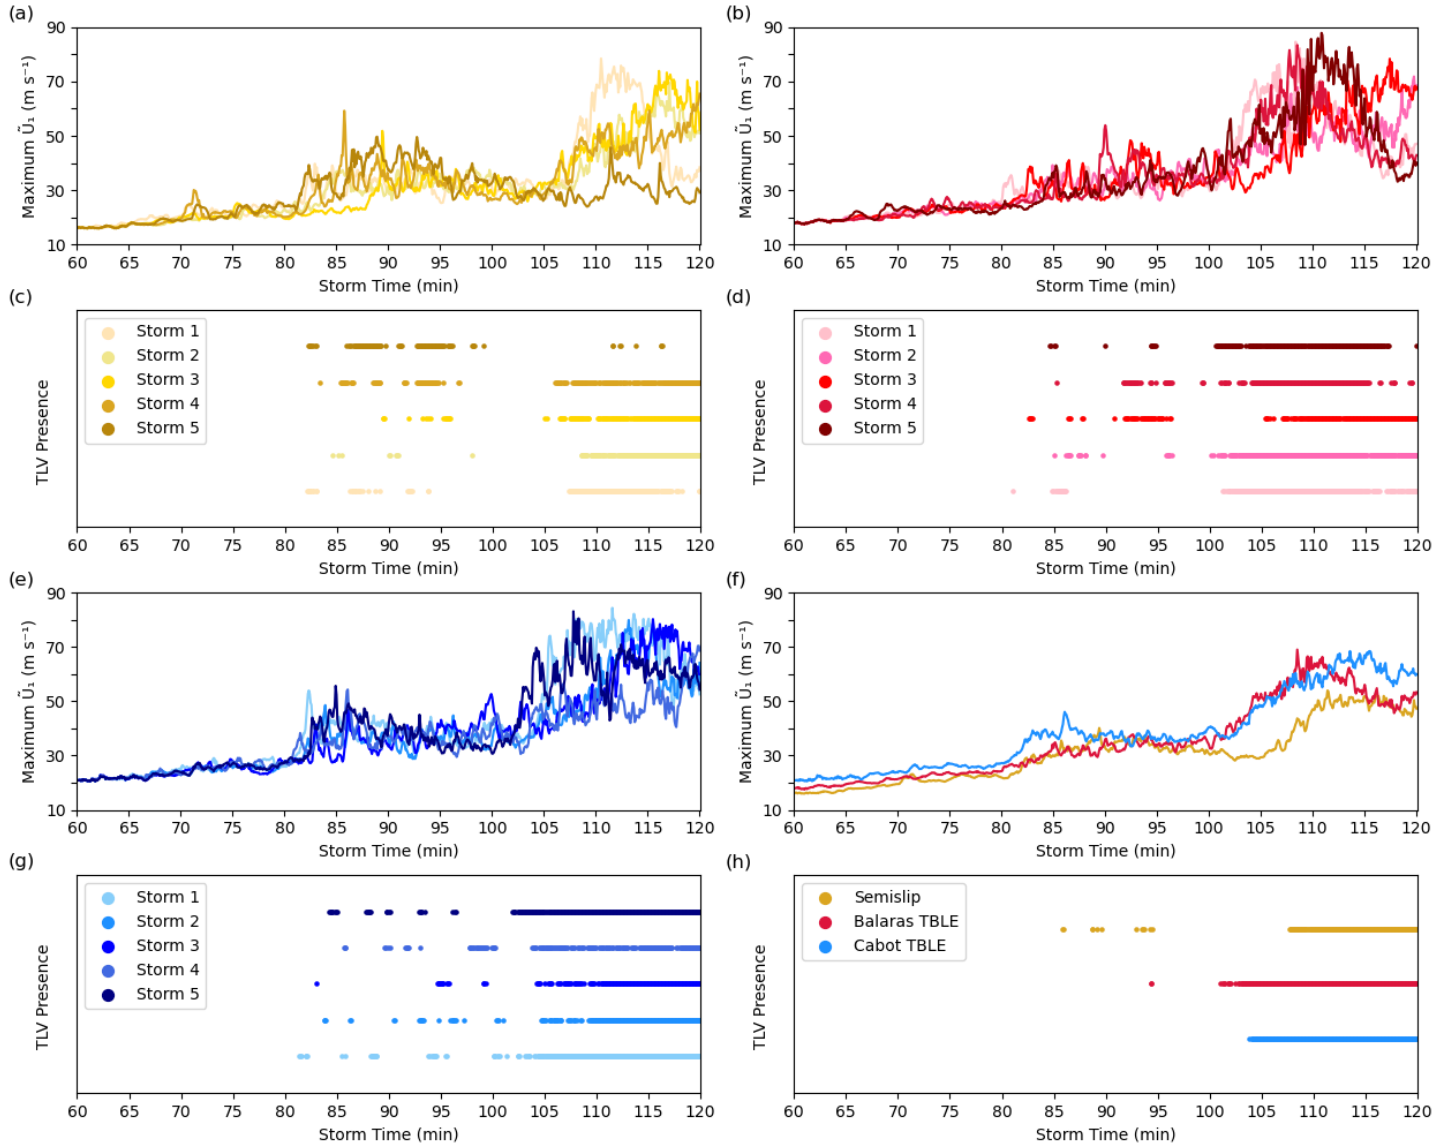 (a)
Maximum Ũ₁ (m s⁻¹)
90
70
50
30
10
60 65 70 75 80 85 90 95 100 105 110 115 120
Storm Time (min)
(b)
Maximum Ũ₁ (m s⁻¹)
90
70
50
30
10
60 65 70 75 80 85 90 95 100 105 110 115 120
Storm Time (min)
(c)
TLV Presence
Storm 1
Storm 2
Storm 3
Storm 4
Storm 5
60 65 70 75 80 85 90 95 100 105 110 115 120
Storm Time (min)
(d)
TLV Presence
Storm 1
Storm 2
Storm 3
Storm 4
Storm 5
60 65 70 75 80 85 90 95 100 105 110 115 120
Storm Time (min)
(e)
Maximum Ũ₁ (m s⁻¹)
90
70
50
30
10
60 65 70 75 80 85 90 95 100 105 110 115 120
Storm Time (min)
(f)
Maximum Ũ₁ (m s⁻¹)
90
70
50
30
10
60 65 70 75 80 85 90 95 100 105 110 115 120
Storm Time (min)
(g)
TLV Presence
Storm 1
Storm 2
Storm 3
Storm 4
Storm 5
60 65 70 75 80 85 90 95 100 105 110 115 120
Storm Time (min)
(h)
TLV Presence
Semislip
Balaras TBLE
Cabot TBLE
60 65 70 75 80 85 90 95 100 105 110 115 120
Storm Time (min)